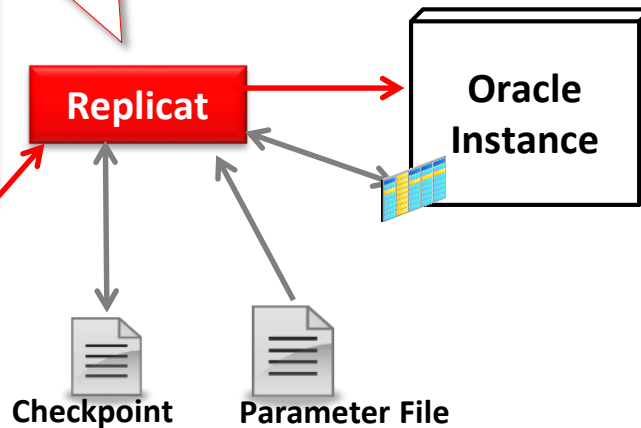 Replicat
Oracle
Instance
Checkpoint
Parameter File